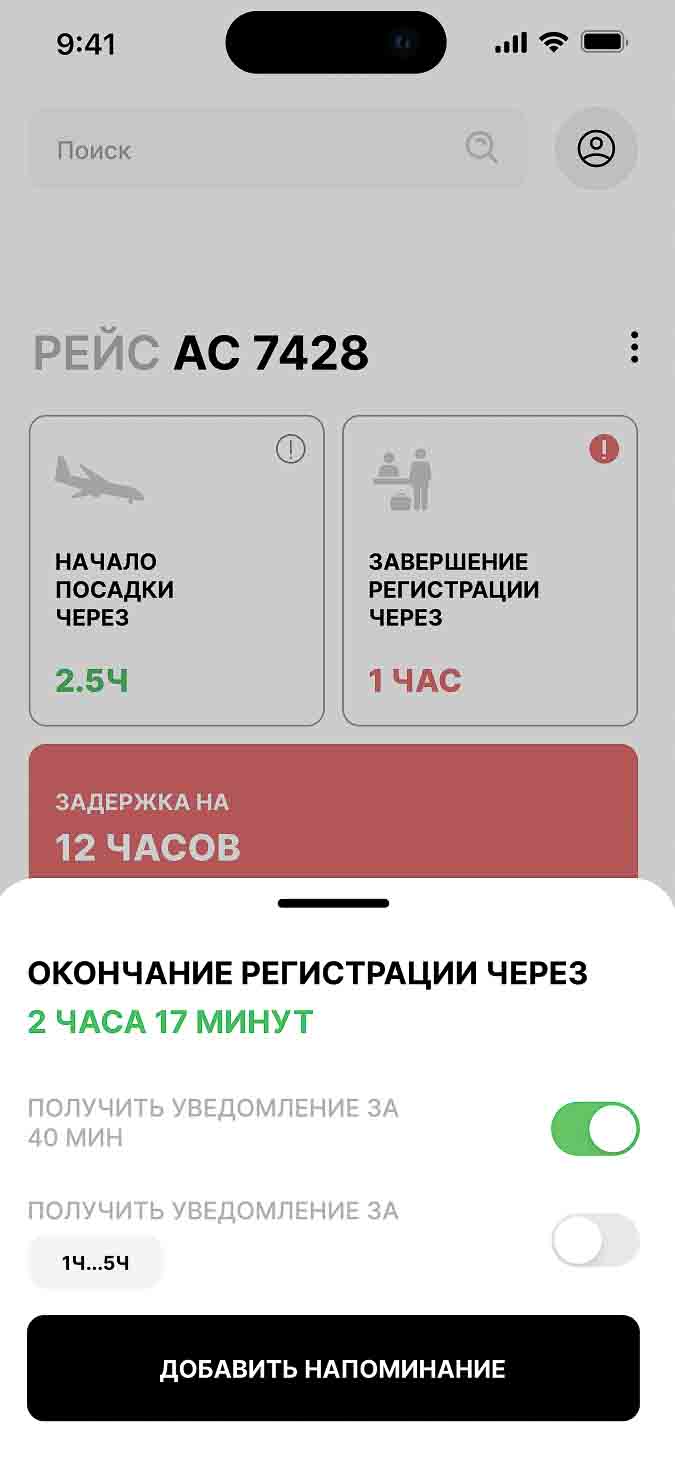 9:41
Поиск
РЕЙС АС 7428
НАЧАЛО
ПОСАДКИ
ЧЕРЕЗ
2.5Ч
ЗАВЕРШЕНИЕ
РЕГИСТРАЦИИ
ЧЕРЕЗ
1 ЧАС
ЗАДЕРЖКА НА
12 ЧАСОВ
ОКОНЧАНИЕ РЕГИСТРАЦИИ ЧЕРЕЗ
2 ЧАСА 17 МИНУТ
ПОЛУЧИТЬ УВЕДОМЛЕНИЕ ЗА
40 МИН
ПОЛУЧИТЬ УВЕДОМЛЕНИЕ ЗА
1Ч...5Ч
ДОБАВИТЬ НАПОМИНАНИЕ